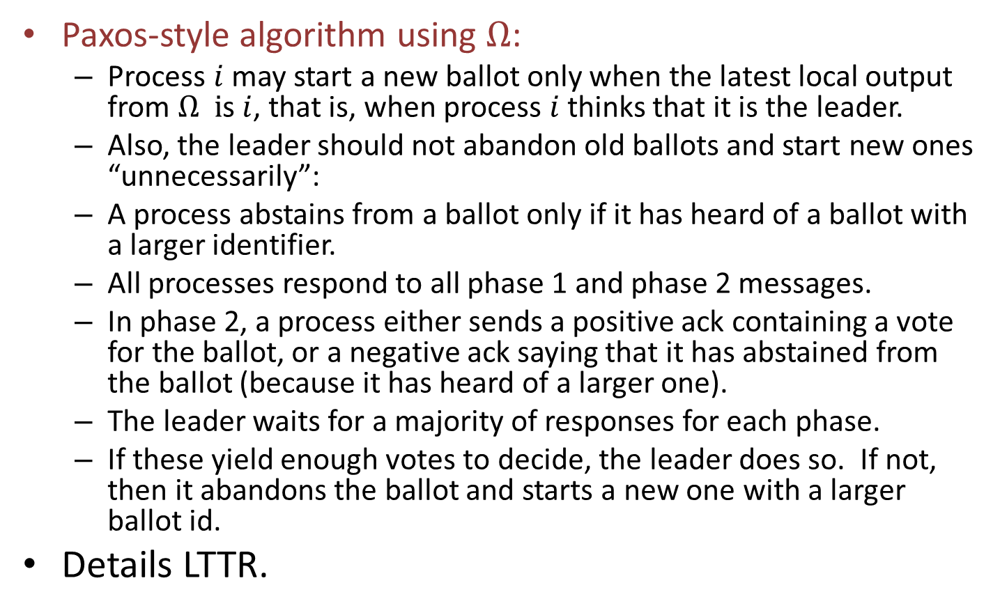 • Paxos-style algorithm using Ω:
– Process i may start a new ballot only when the latest local output
from Ω is i, that is, when process i thinks that it is the leader.
– Also, the leader should not abandon old ballots and start new ones
“unnecessarily”:
– A process abstains from a ballot only if it has heard of a ballot with
a larger identifier.
– All processes respond to all phase 1 and phase 2 messages.
– In phase 2, a process either sends a positive ack containing a vote
for the ballot, or a negative ack saying that it has abstained from
the ballot (because it has heard of a larger one).
– The leader waits for a majority of responses for each phase.
– If these yield enough votes to decide, the leader does so.  If not,
then it abandons the ballot and starts a new one with a larger
ballot id.
• Details LTTR.